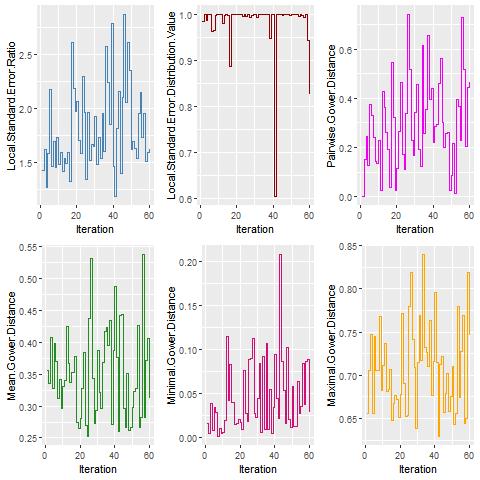 Local.Standard.Error.Ratio
2.5
2.0
1.5
0 20 40 60
Iteration
Local.Standard.Error.Distribution.Value
1.0
0.9
0.8
0.7
0.6
0 20 40 60
Iteration
Pairwise.Gower.Distance
0.6
0.4
0.2
0.0
0 20 40 60
Iteration
Mean.Gower.Distance
0.55
0.50
0.45
0.40
0.35
0.30
0.25
0 20 40 60
Iteration
Minimal.Gower.Distance
0.20
0.15
0.10
0.05
0.00
0 20 40 60
Iteration
Maximal.Gower.Distance
0.85
0.80
0.75
0.70
0.65
0 20 40 60
Iteration